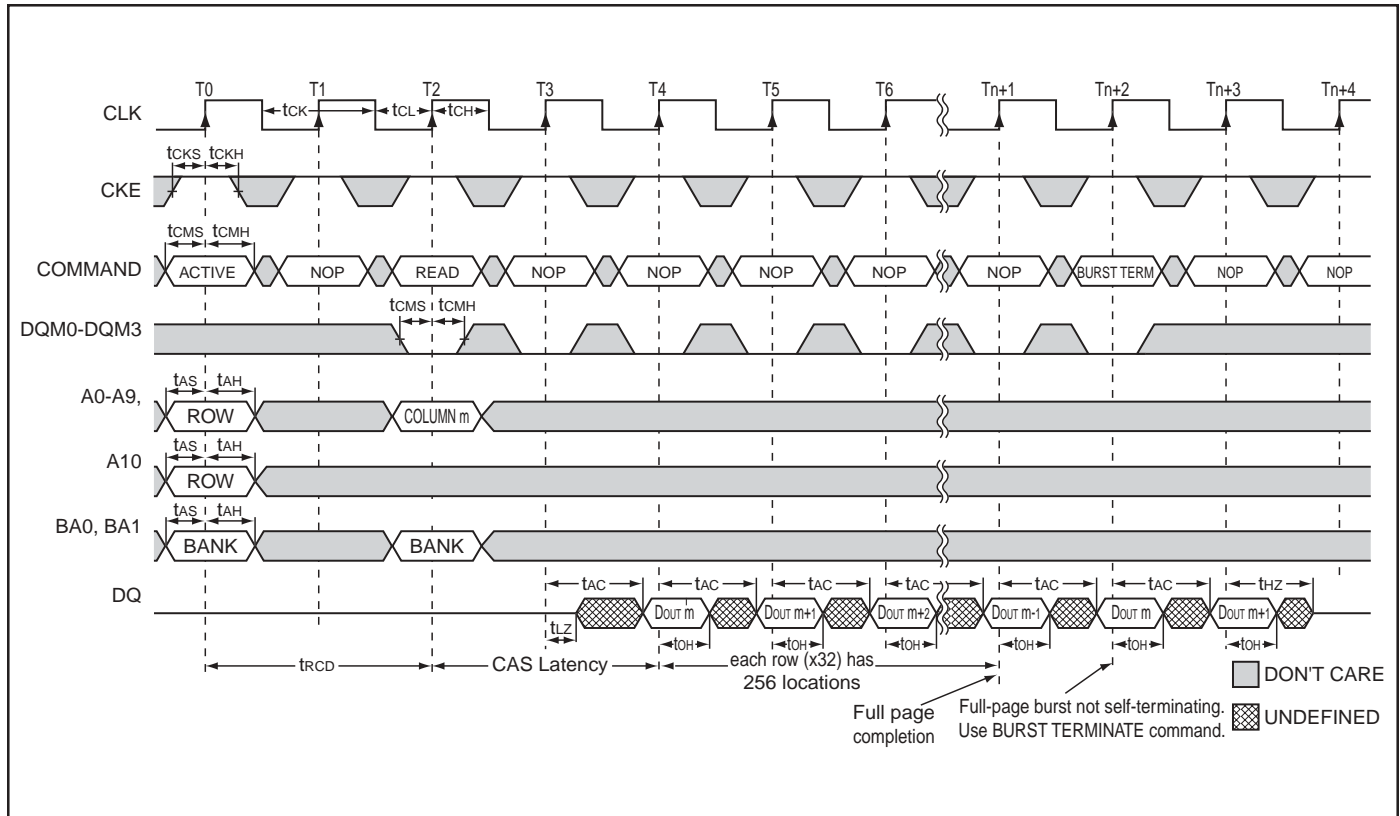 T0 T1 T2 T3 T4 T5 T6 Tn+1 Tn+2 Tn+3 Tn+4
CLK
tCK tCL tCH
tCKS tCKH
CKE
tCMS tCMH
COMMAND ACTIVE NOP READ NOP NOP NOP NOP NOP BURST TERM NOP NOP
tCMS tCMH
DQM0-DQM3
tAS tAH
A0-A9, ROW COLUMN m
tAS tAH
A10 ROW
tAS tAH
BA0, BA1 BANK BANK
tAC tAC tAC tAC tAC tAC tHZ
DQ DOUT m DOUT m+1 DOUT m+2 DOUT m-1 DOUT m DOUT m+1
tLZ tOH tOH tOH tOH tOH tOH
tRCD CAS Latency each row (x32) has
256 locations
DON'T CARE
Full page
completion
Full-page burst not self-terminating.
Use BURST TERMINATE command.
UNDEFINED